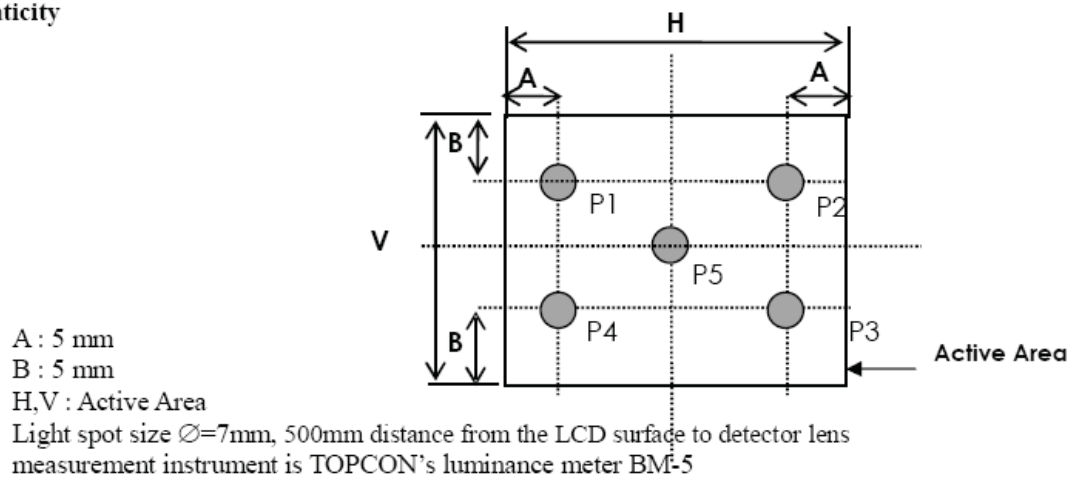 H
A A
B
P1 P2
V
P5
B P4 P3
Active Area
A : 5 mm
B : 5 mm
H,V : Active Area
Light spot size ∅=7mm, 500mm distance from the LCD surface to detector lens
measurement instrument is TOPCON's luminance meter BM-5